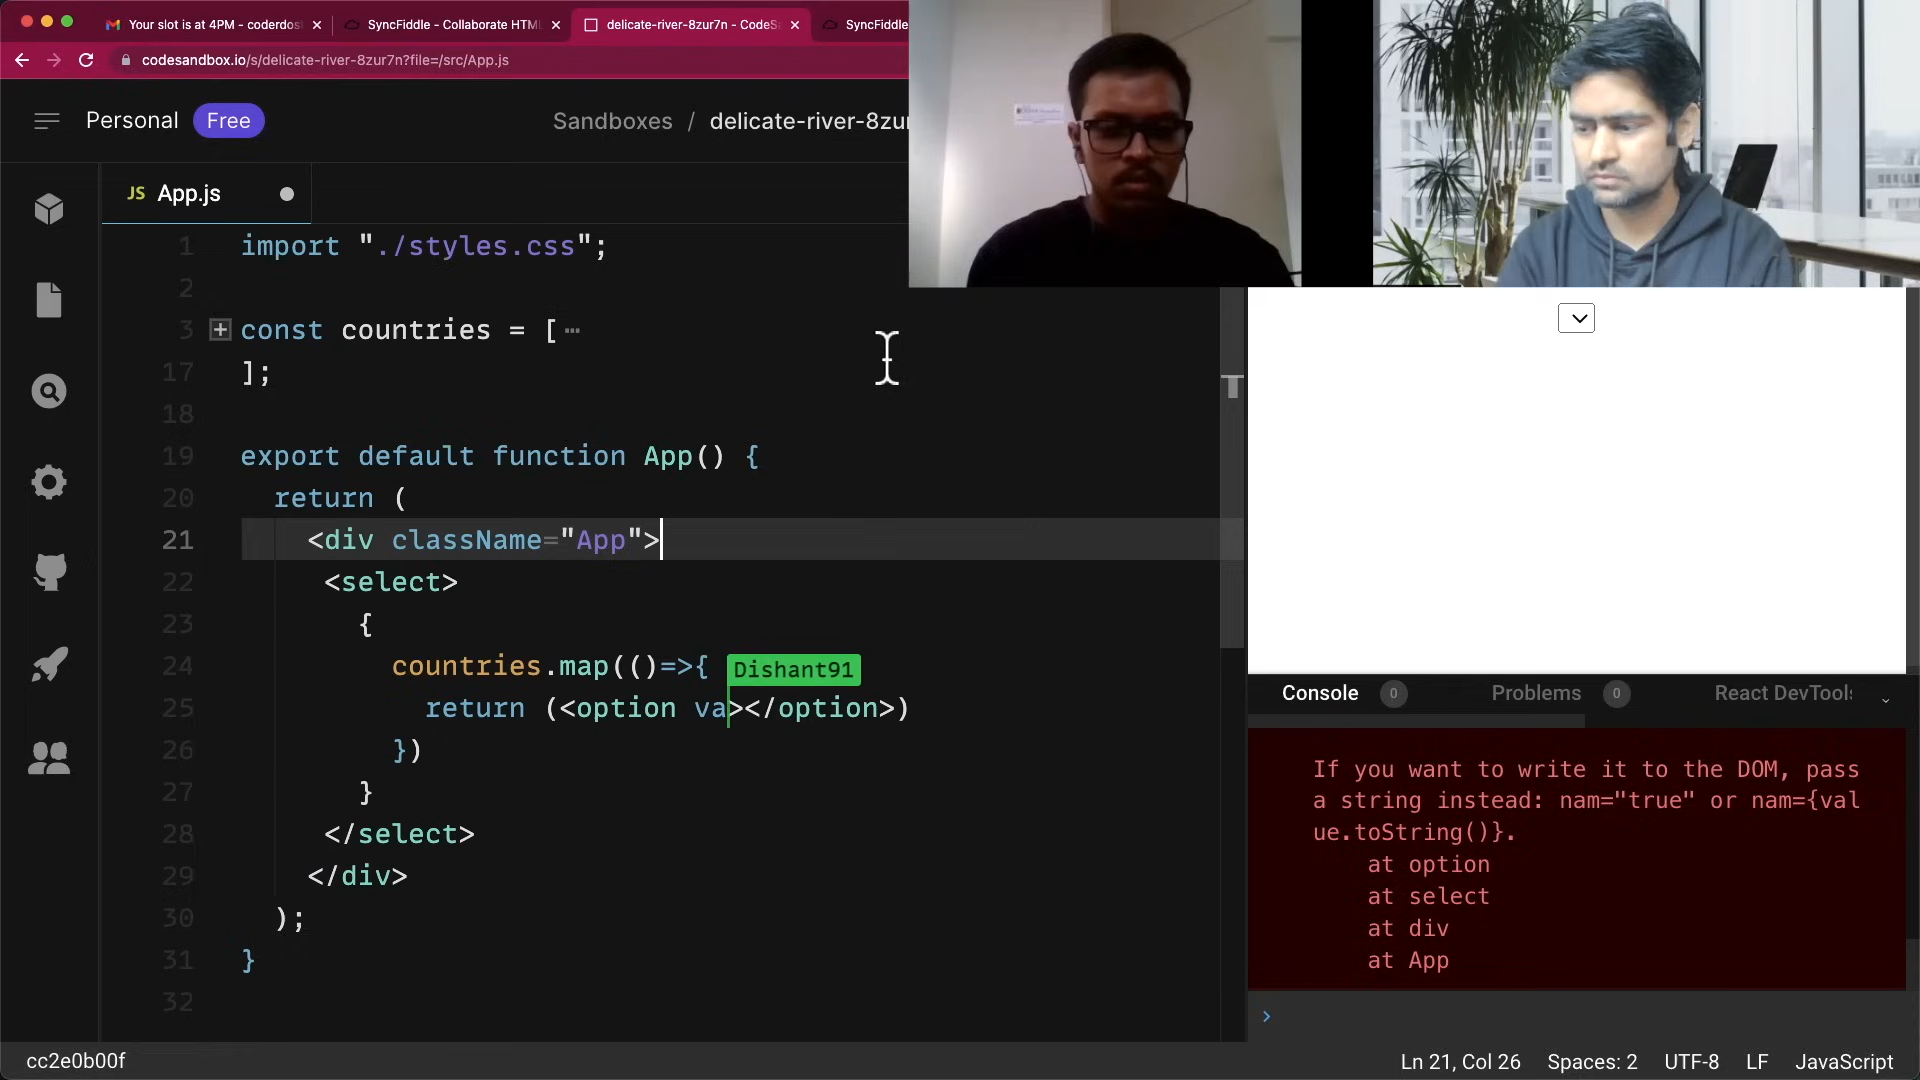 Your slot is at 4PM - coderdos
SyncFiddle - Collaborate HTML
delicate-river-8zur7n - CodeSa
SyncFiddle
codesandbox.io/s/delicate-river-8zur7n?file=/src/App.js
Personal Free
Sandboxes / delicate-river-8zur
JS App.js
1 import "./styles.css";
2
3 const countries = [ ⋯
17 ];
18
19 export default function App() {
20 return (
21 <div className="App">
22 <select>
23 {
24 countries.map(()=>{
Dishant91
25 return (<option va></option>)
26 })
27 }
28 </select>
29 </div>
30 );
31 }
32
Console 0 Problems 0 React DevTools
If you want to write it to the DOM, pass
a string instead: nam="true" or nam={val
ue.toString()}.
at option
at select
at div
at App
cc2e0b00f
Ln 21, Col 26 Spaces: 2 UTF-8 LF JavaScript